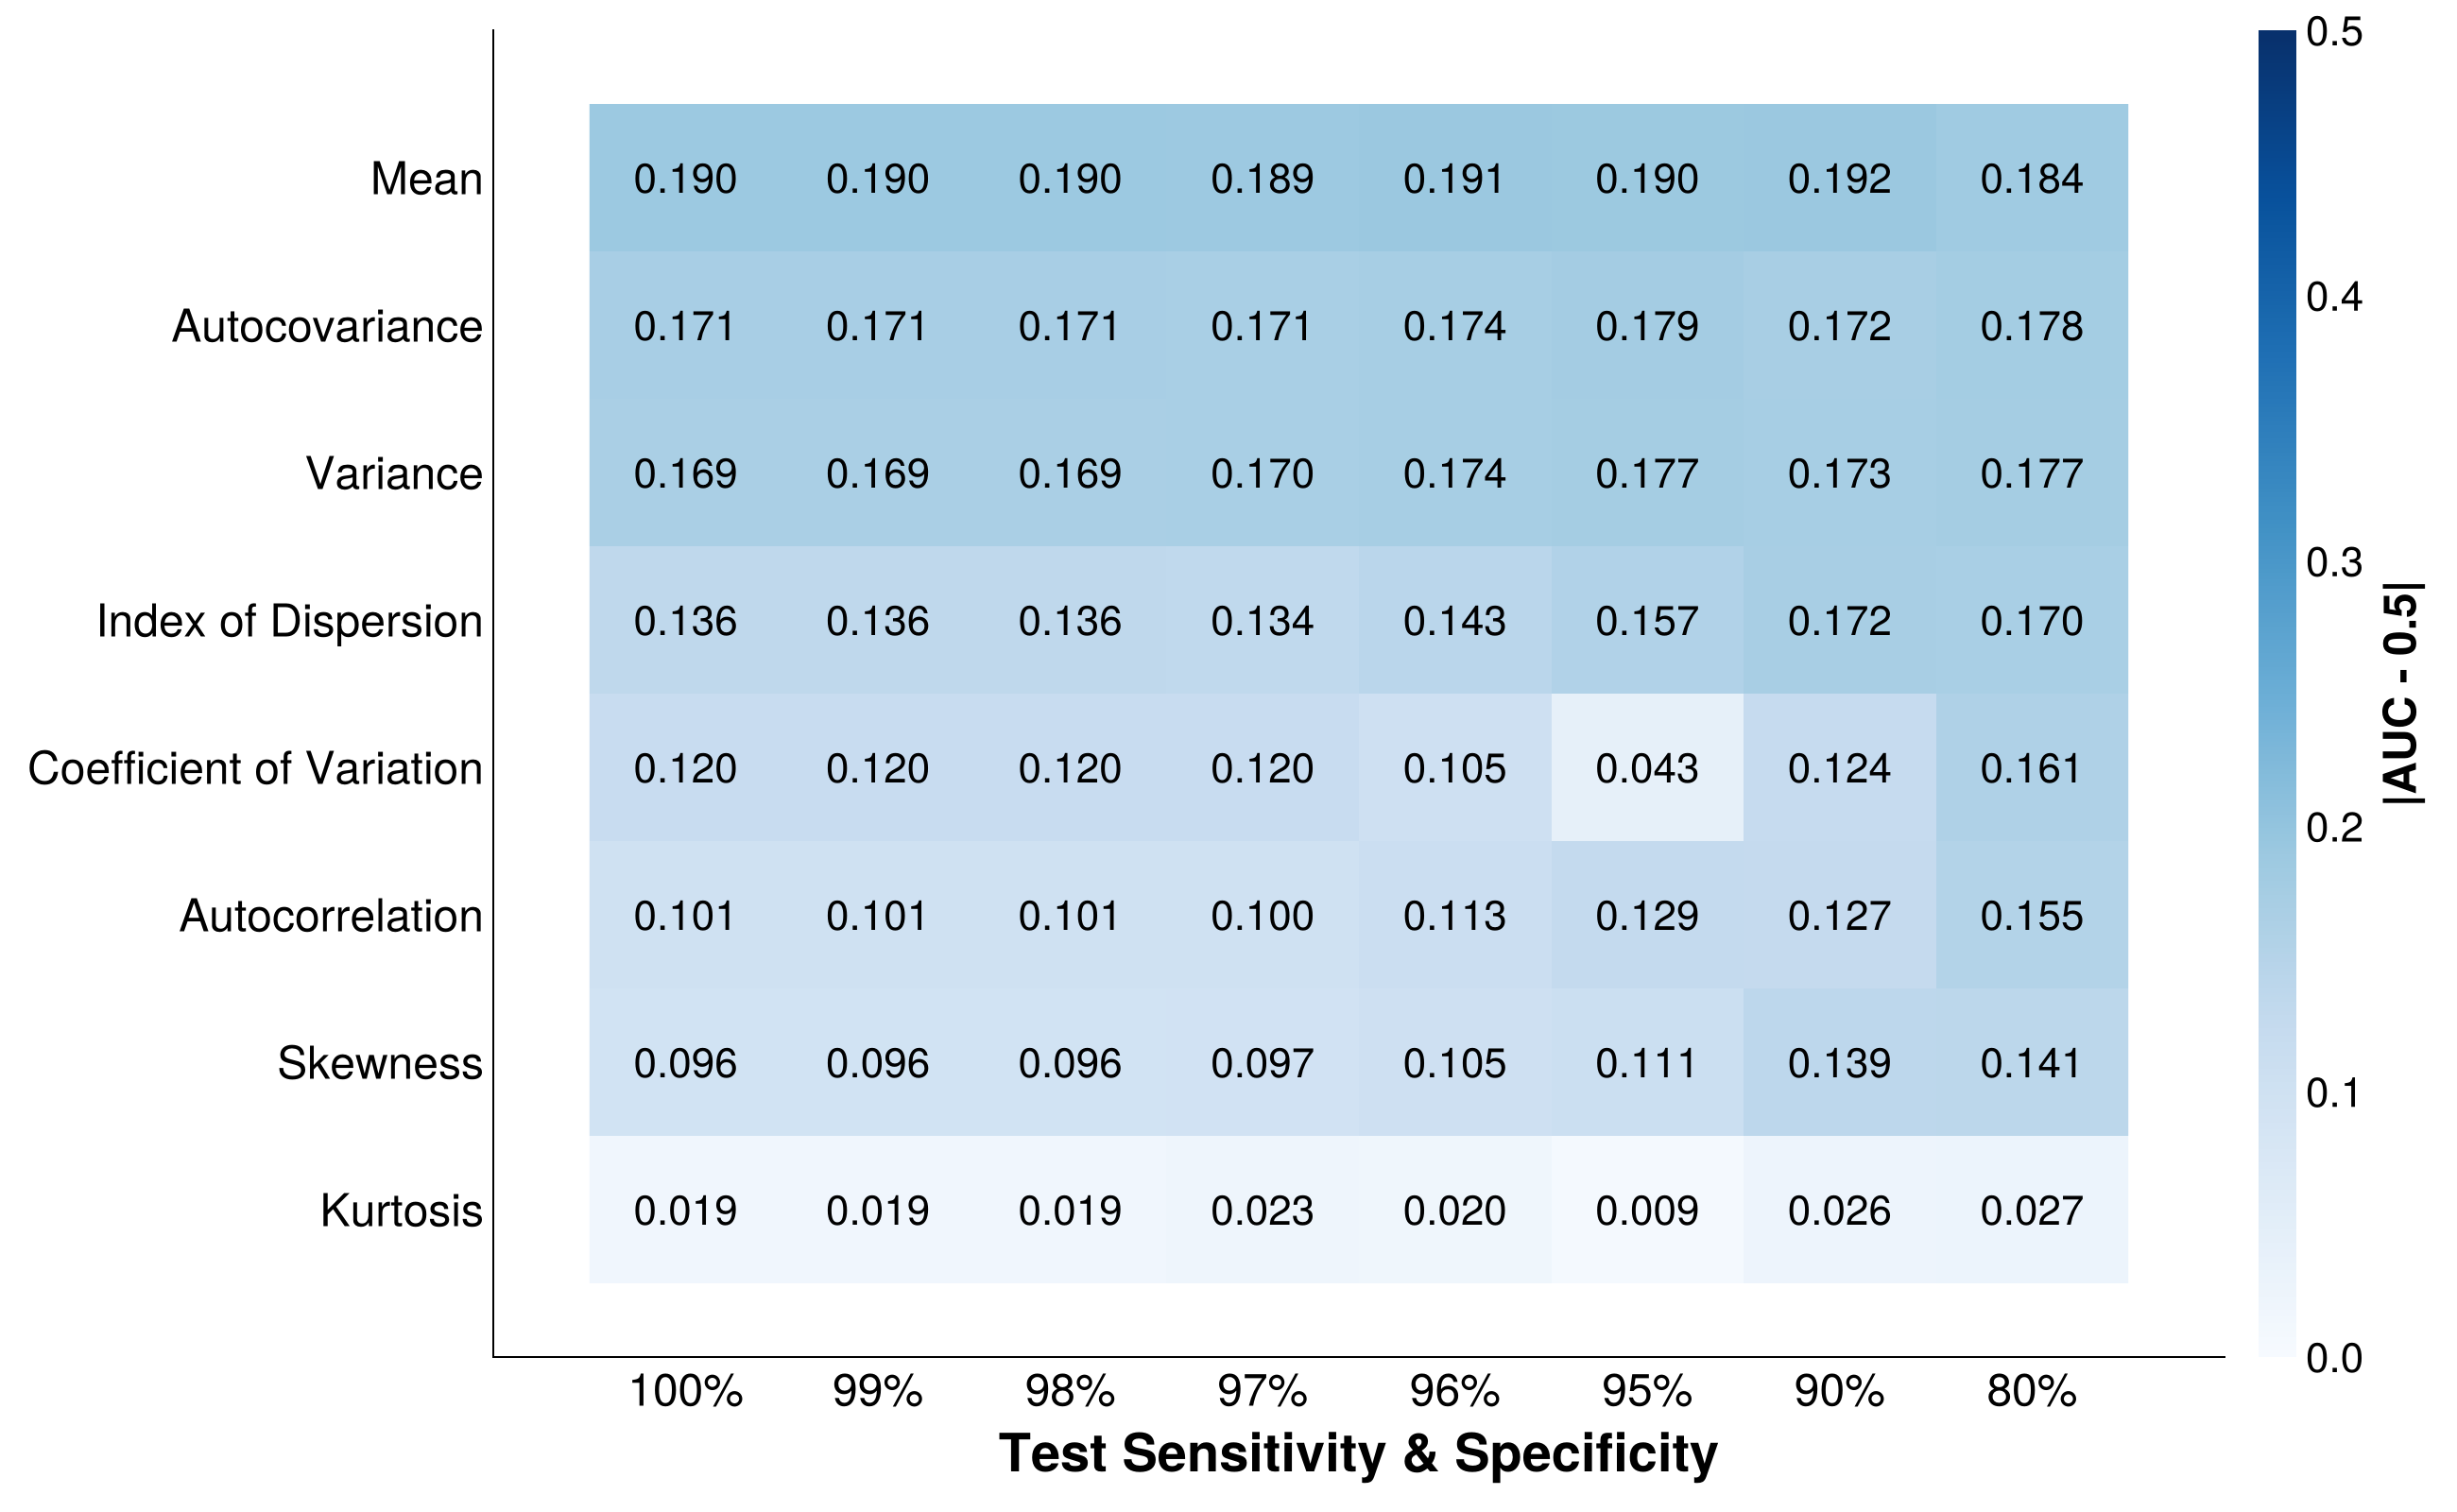 Mean 0.190 0.190 0.190 0.189 0.191 0.190 0.192 0.184
Autocovariance 0.171 0.171 0.171 0.171 0.174 0.179 0.172 0.178
Variance 0.169 0.169 0.169 0.170 0.174 0.177 0.173 0.177
Index of Dispersion 0.136 0.136 0.136 0.134 0.143 0.157 0.172 0.170
Coefficient of Variation 0.120 0.120 0.120 0.120 0.105 0.043 0.124 0.161
Autocorrelation 0.101 0.101 0.101 0.100 0.113 0.129 0.127 0.155
Skewness 0.096 0.096 0.096 0.097 0.105 0.111 0.139 0.141
Kurtosis 0.019 0.019 0.019 0.023 0.020 0.009 0.026 0.027
100% 99% 98% 97% 96% 95% 90% 80%
Test Sensitivity & Specificity
0.5
0.4
0.3
0.2
0.1
0.0
|AUC - 0.5|